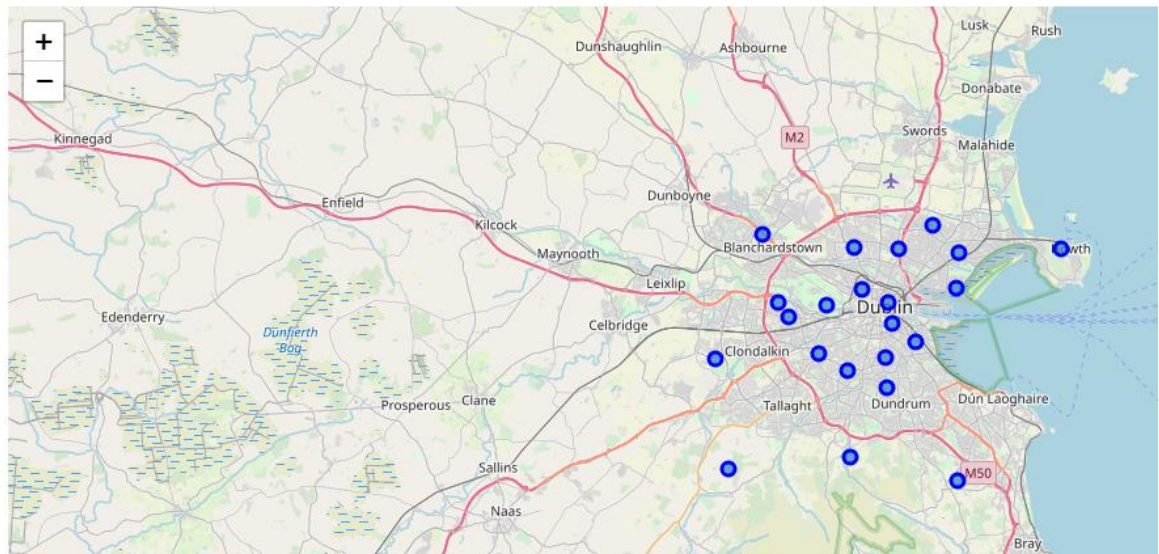 +
−
Lusk
Rush
Dunshaughlin
Ashbourne
Donabate
Kinnegad
M2
Swords
Malahide
Dunboyne
Enfield
Kilcock
Maynooth
Blanchardstown
Howth
Leixlip
Edenderry
Dublin
Celbridge
Dunfierth
Bog
Clondalkin
Prosperous
Clane
Tallaght
Dundrum
Dún Laoghaire
Sallins
M50
Naas
Bray